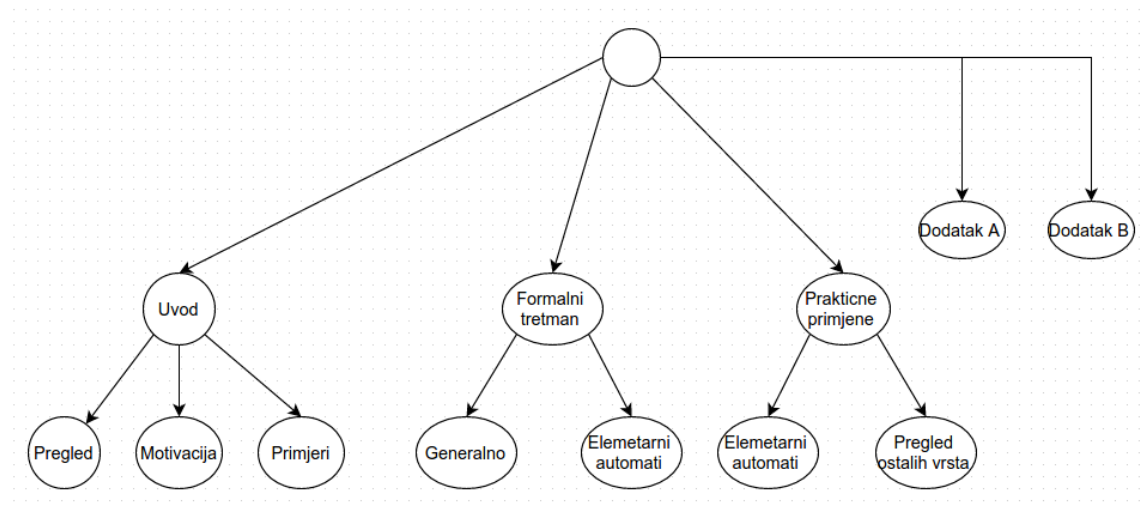 Dodatak A
Dodatak B
Uvod
Formalni
tretman
Prakticne
primjene
Pregled
Motivacija
Primjeri
Generalno
Elemetarni
automati
Elemetarni
automati
Pregled
ostalih vrsta